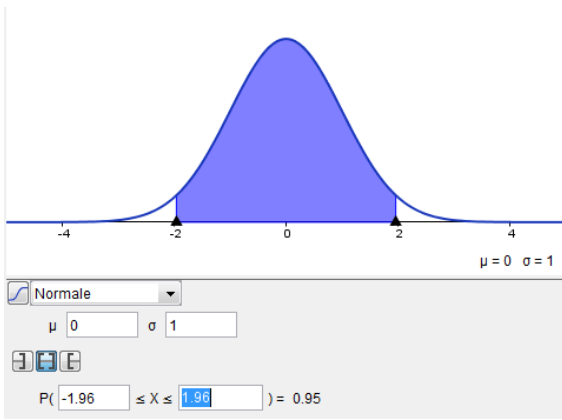 -4 -2 0 2 4
μ = 0 σ = 1
Normale
μ 0 σ 1
P( -1.96 ≤ X ≤ 1.96 ) = 0.95